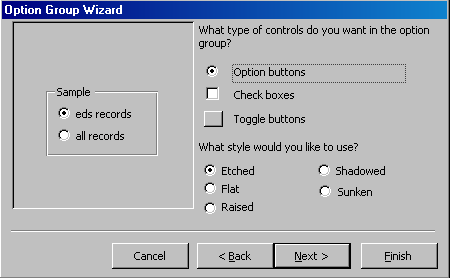 Option Group Wizard
What type of controls do you want in the option
group?
Option buttons
Check boxes
Toggle buttons
Sample
eds records
all records
What style would you like to use?
Etched
Shadowed
Flat
Sunken
Raised
Cancel
< Back
Next >
Finish